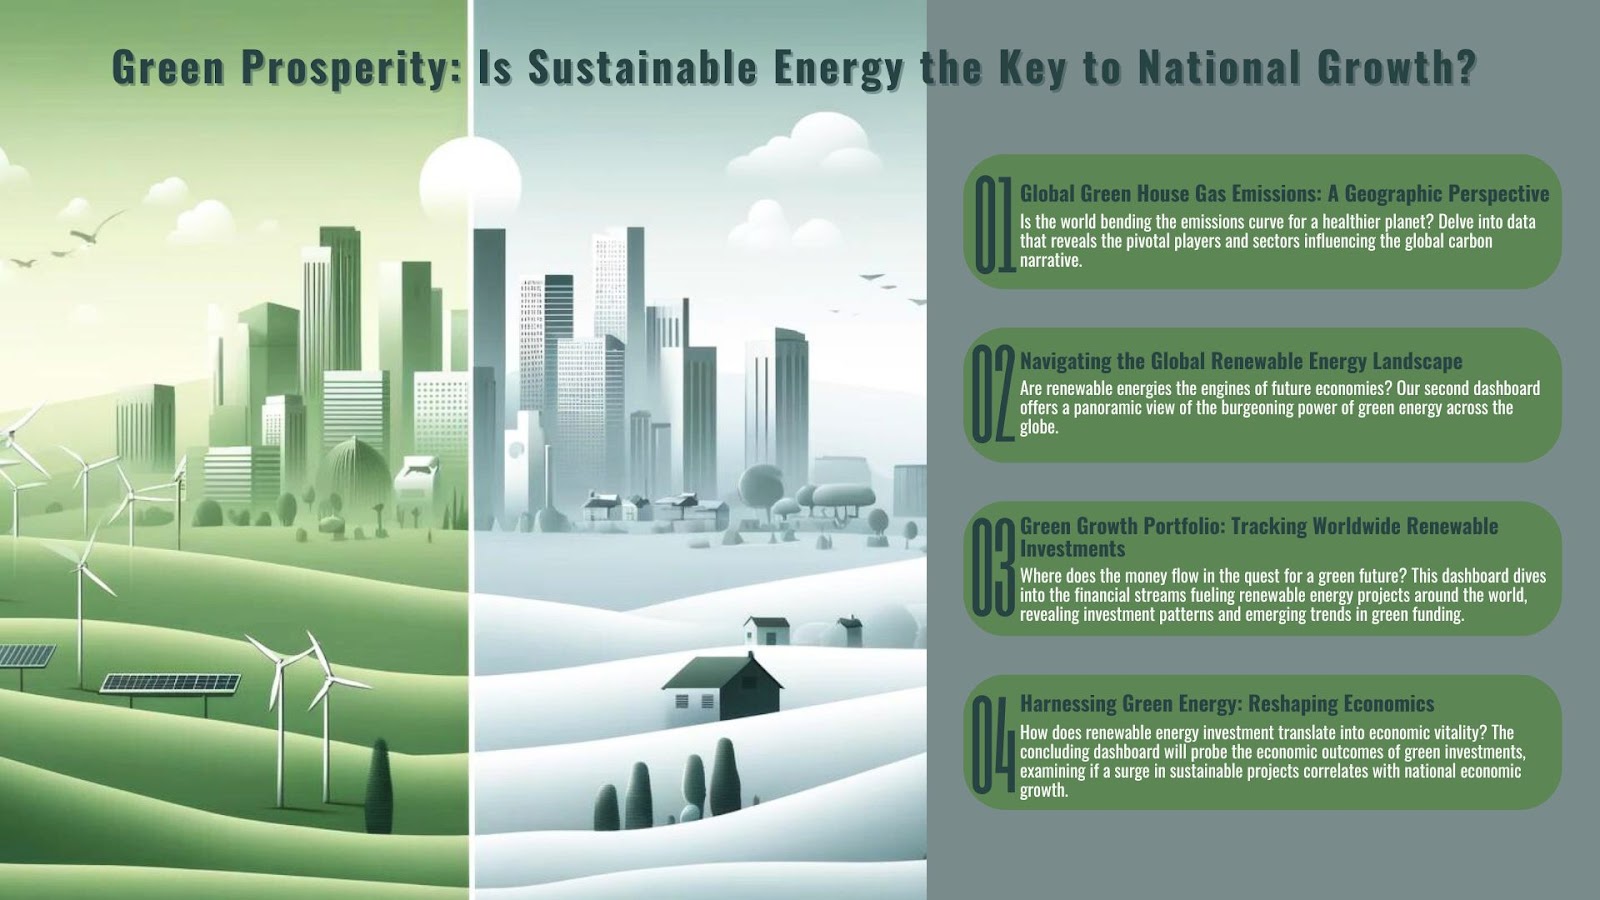 Green Prosperity: Is Sustainable Energy the Key to National Growth?
01
Global Green House Gas Emissions: A Geographic Perspective
Is the world bending the emissions curve for a healthier planet? Delve into data
that reveals the pivotal players and sectors influencing the global carbon
narrative.
02
Navigating the Global Renewable Energy Landscape
Are renewable energies the engines of future economies? Our second dashboard
offers a panoramic view of the burgeoning power of green energy across the
globe.
03
Green Growth Portfolio: Tracking Worldwide Renewable
Investments
Where does the money flow in the quest for a green future? This dashboard dives
into the financial streams fueling renewable energy projects around the world,
revealing investment patterns and emerging trends in green funding.
04
Harnessing Green Energy: Reshaping Economics
How does renewable energy investment translate into economic vitality? The
concluding dashboard will probe the economic outcomes of green investments,
examining if a surge in sustainable projects correlates with national economic
growth.